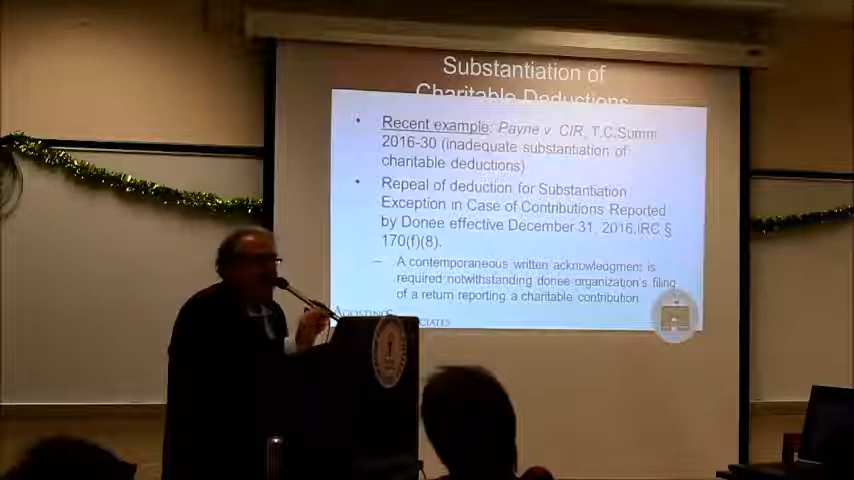 Substantiation of
Charitable Deductions
• Recent example: Payne v. CIR, T.C.Summ.
2016-30 (inadequate substantiation of
charitable deductions)
• Repeal of deduction for Substantiation
Exception in Case of Contributions Reported
by Donee effective December 31, 2016.IRC §
170(f)(8).
– A contemporaneous written acknowledgment is
required notwithstanding donee organization's filing
of a return reporting a charitable contribution